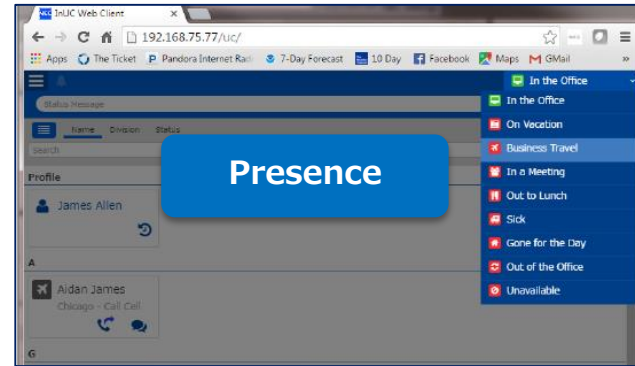 InUC Web Client
192.168.75.77/uc/
Apps The Ticket Pandora Internet Rad 7-Day Forecast 10 Day Facebook Maps GMail »
In the Office
Status Message
In the Office
On Vacation
Name Division Status
Search
Business Travel
Presence
Profile
In a Meeting
James Allen
Out to Lunch
Sick
Gone for the Day
A
Out of the Office
Aidan James
Unavailable
Chicago - Call Cell
G